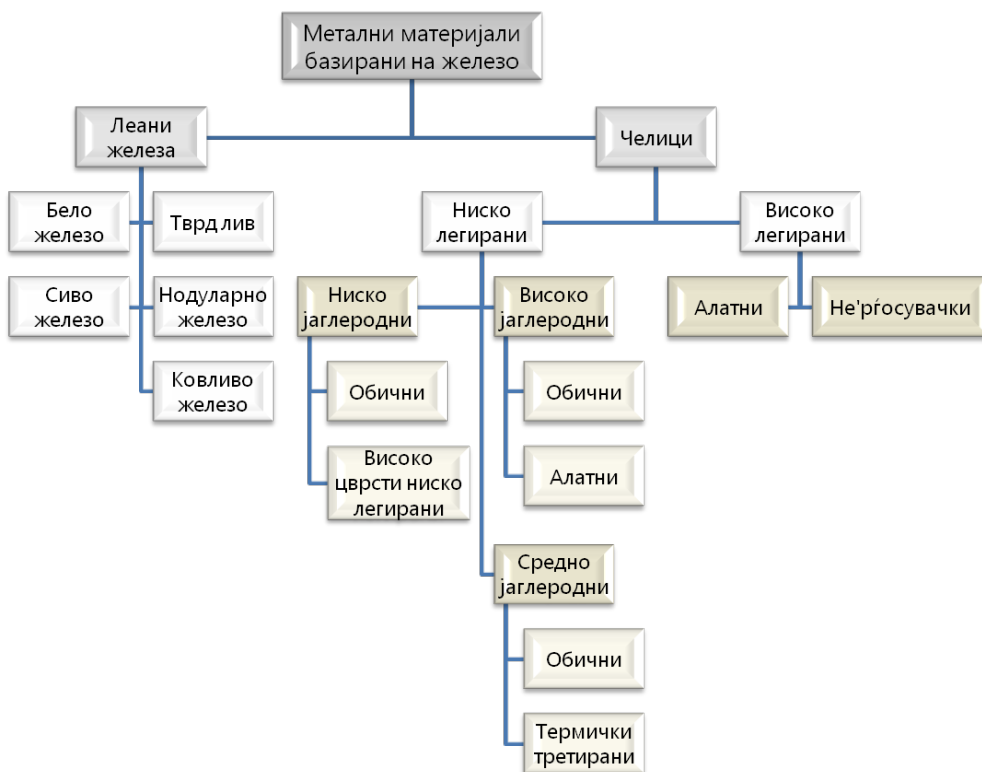 Метални материјали
базирани на железо
Леани
железа
Челици
Бело
железо
Тврд лив
Сиво
железо
Нодуларно
железо
Ковливо
железо
Ниско
легирани
Високо
легирани
Ниско
јаглеродни
Високо
јаглеродни
Алатни
Не'рѓосувачки
Обични
Високо
цврсти ниско
легирани
Обични
Алатни
Средно
јаглеродни
Обични
Термички
третирани